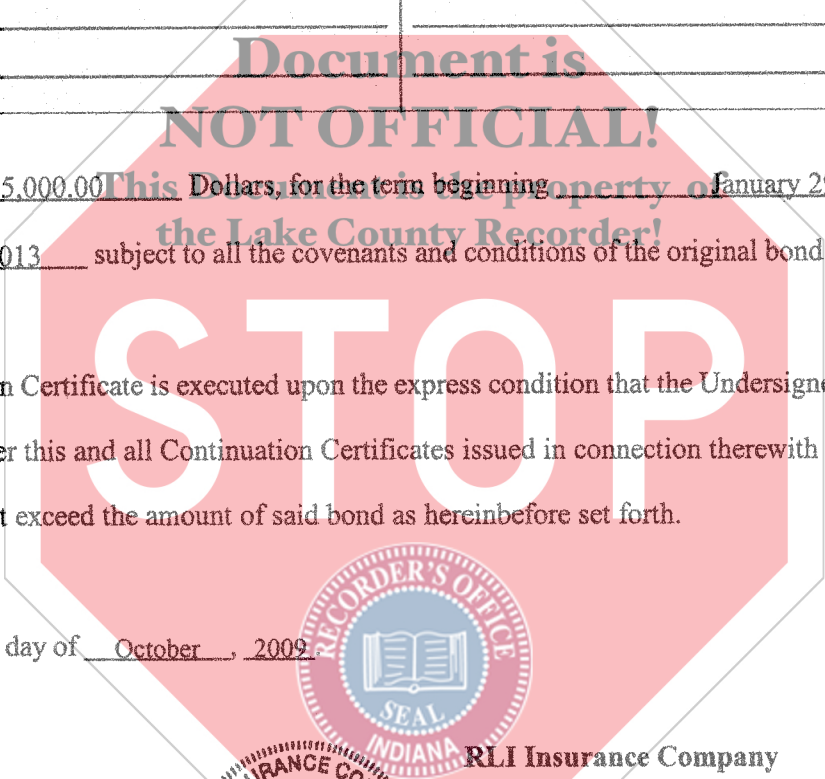 Document is
NOT OFFICIAL!
5,000.00 Dollars, for the term beginning January 29
This Document is the property of
the Lake County Recorder!
013 subject to all the covenants and conditions of the original bond
STOP
n Certificate is executed upon the express condition that the Undersigne
er this and all Continuation Certificates issued in connection therewith
t exceed the amount of said bond as hereinbefore set forth.
RECORDER'S OFFICE
SEAL
INDIANA
day of October , 2009.
RLI Insurance Company
RANCE CO